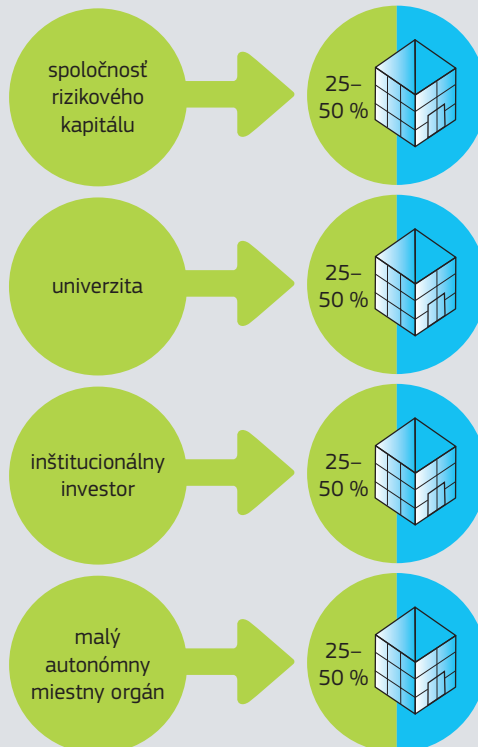 spoločnosť
rizikového
kapitálu
25–
50 %
univerzita
25–
50 %
inštitucionálny
investor
25–
50 %
malý
autonómny
miestny orgán
25–
50 %